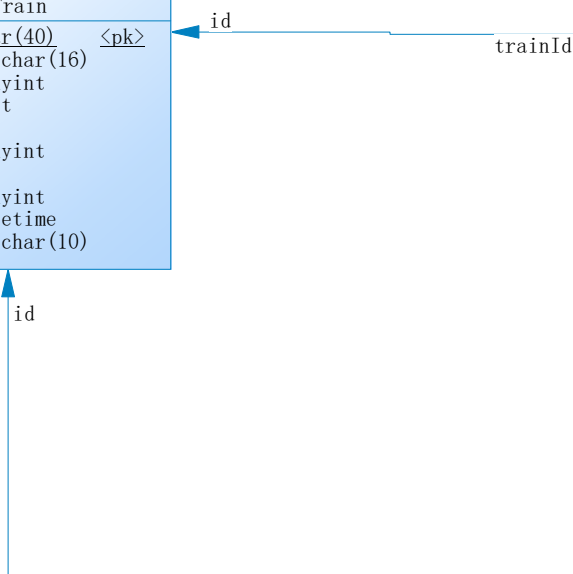 rain
r(40) <pk>
char(16)
yint
t
yint
yint
etime
char(10)
id
trainId
id